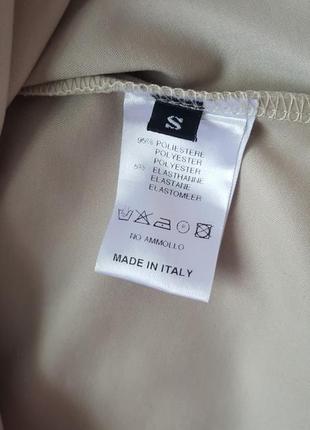 S
95% POLIESTERE
POLYESTER
POLYESTER
5% ELASTHANNE
ELASTANE
ELASTOMEER
NO AMMOLLO
MADE IN ITALY